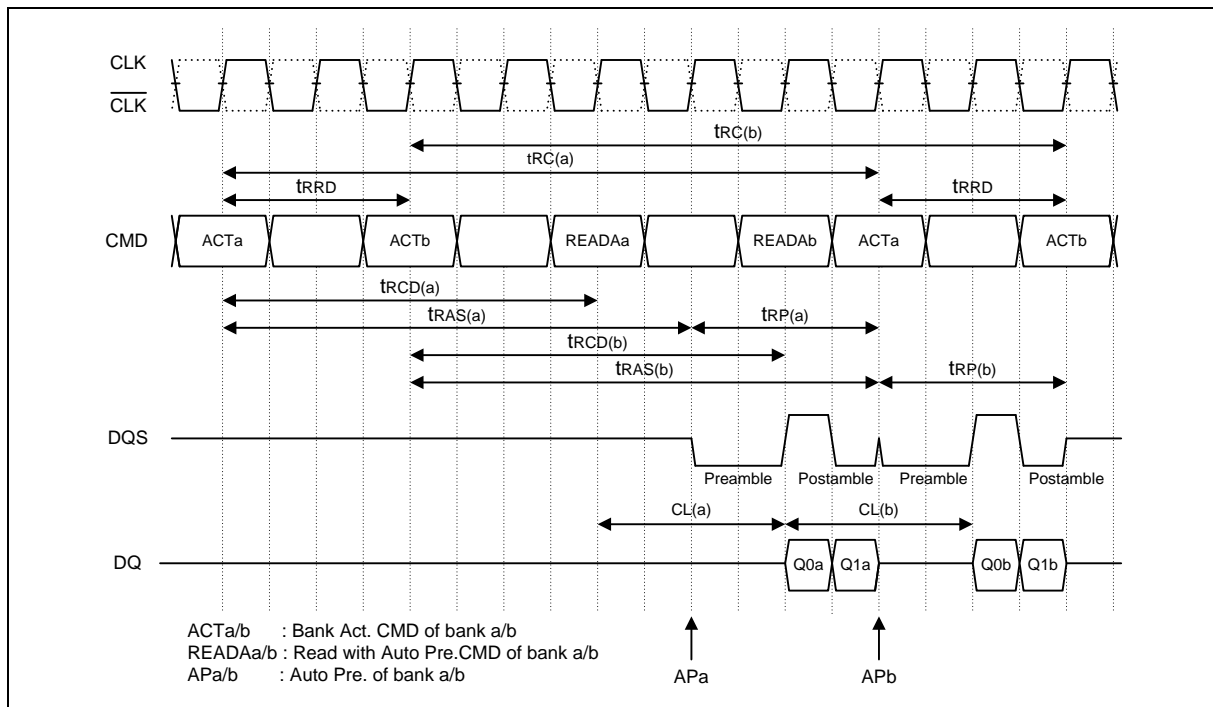 CLK
CLK
tRC(b)
tRC(a)
tRRD tRRD
CMD ACTa ACTb READAa READAb ACTa ACTb
tRCD(a)
tRAS(a) tRP(a)
tRCD(b)
tRAS(b) tRP(b)
DQS
Preamble Postamble Preamble Postamble
CL(a) CL(b)
DQ Q0a Q1a Q0b Q1b
ACTa/b : Bank Act. CMD of bank a/b
READAa/b : Read with Auto Pre.CMD of bank a/b
APa/b : Auto Pre. of bank a/b
APa APb